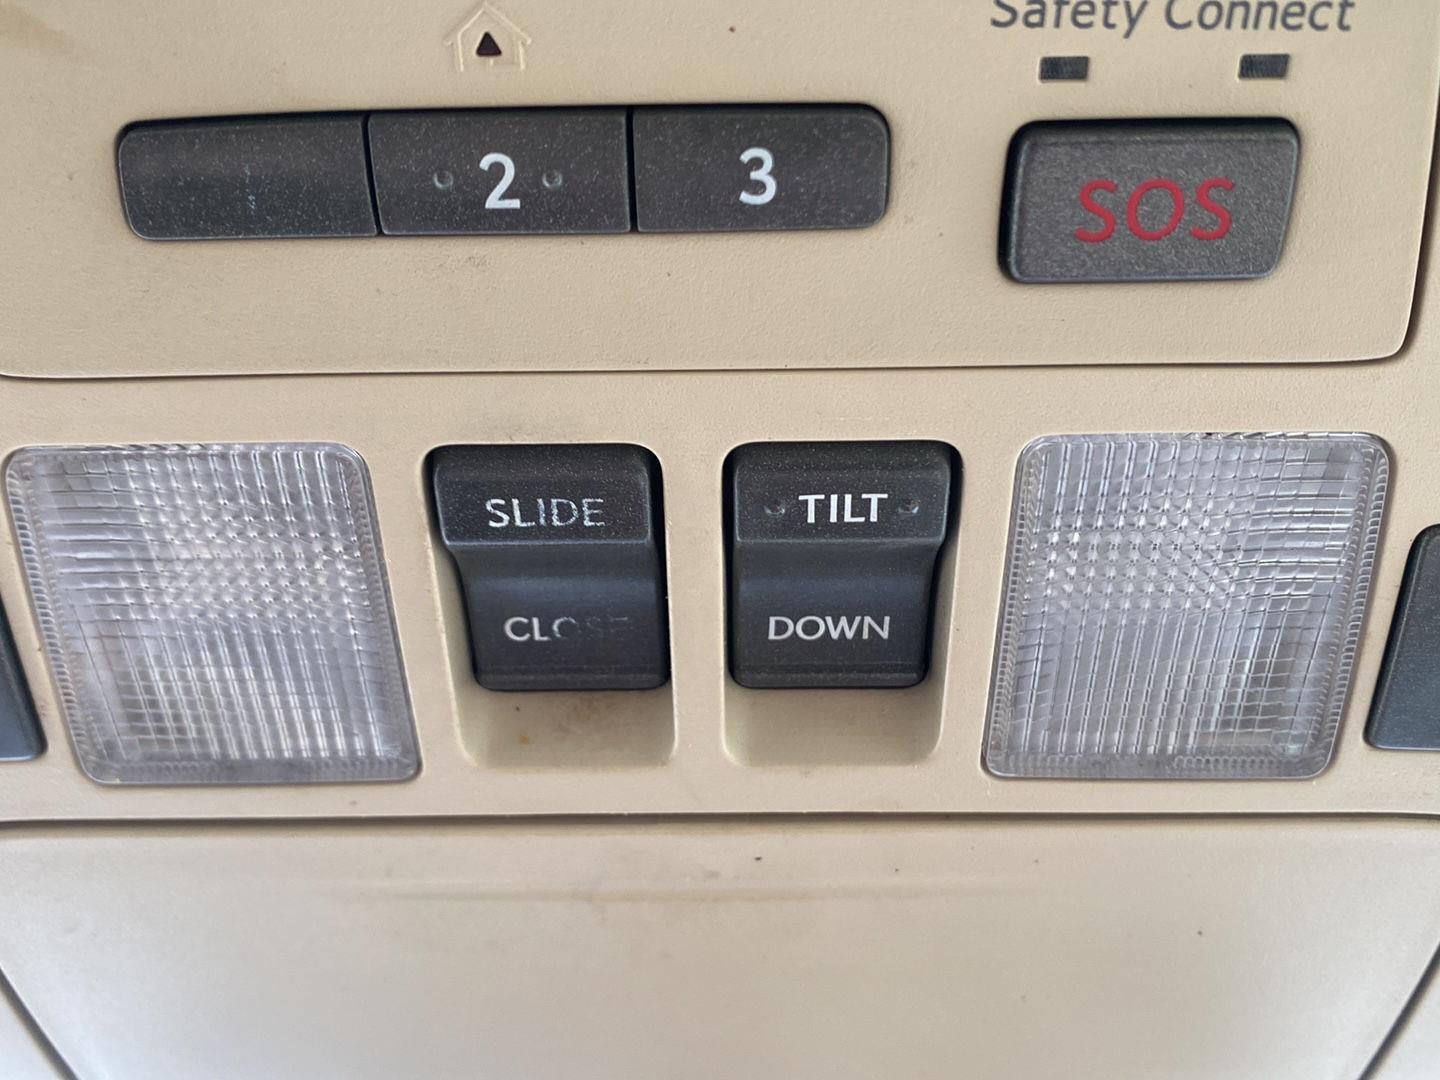 Safety Connect
2
3
SOS
SLIDE
TILT
CLOSE
DOWN